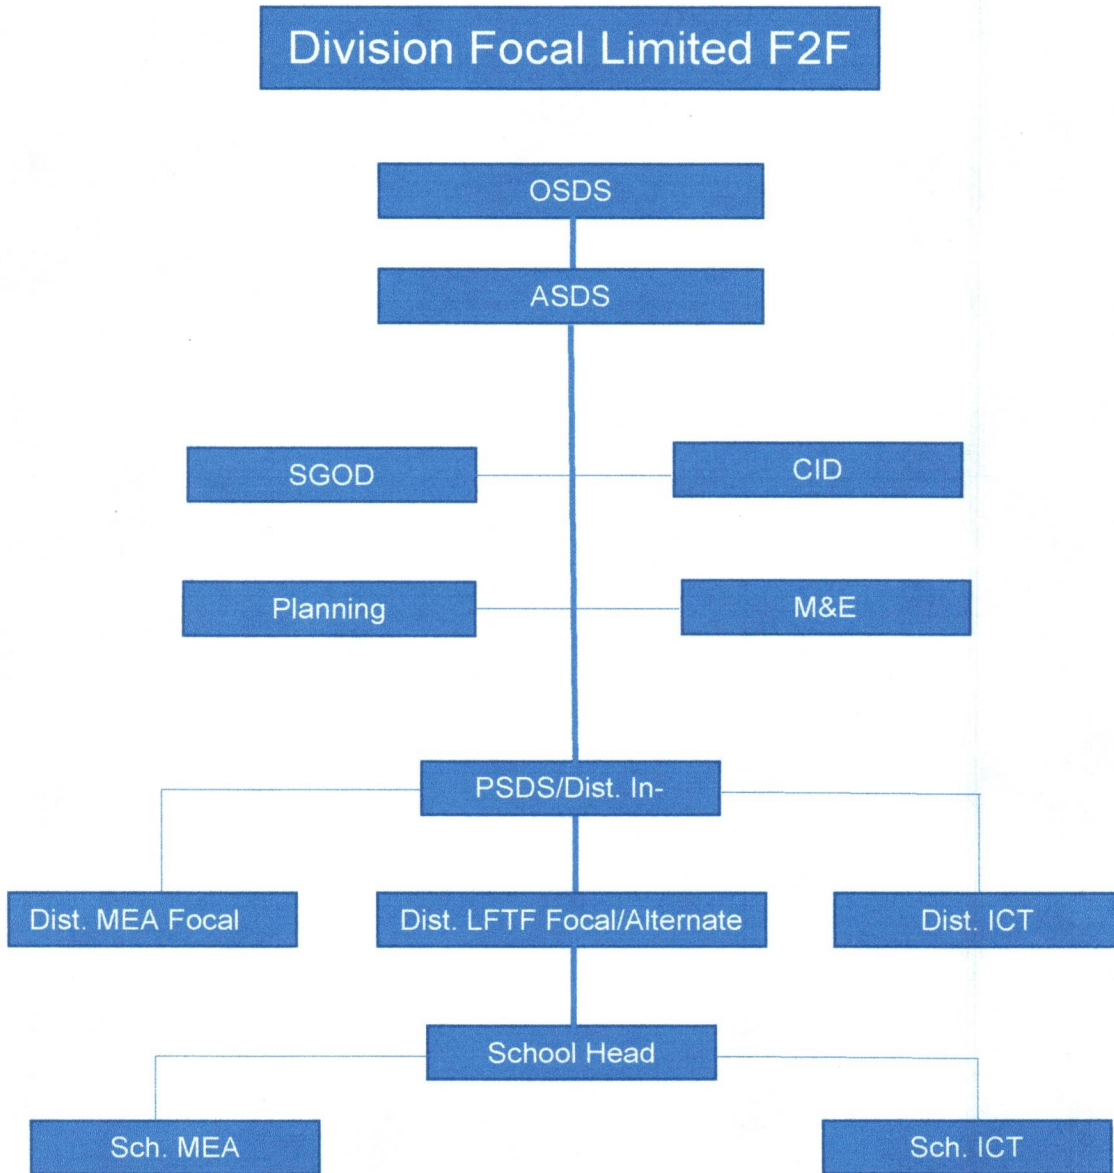 Division Focal Limited F2F
OSDS
ASDS
SGOD
CID
Planning
M&E
PSDS/Dist. In-
Dist. MEA Focal
Dist. LFTF Focal/Alternate
Dist. ICT
School Head
Sch. MEA
Sch. ICT